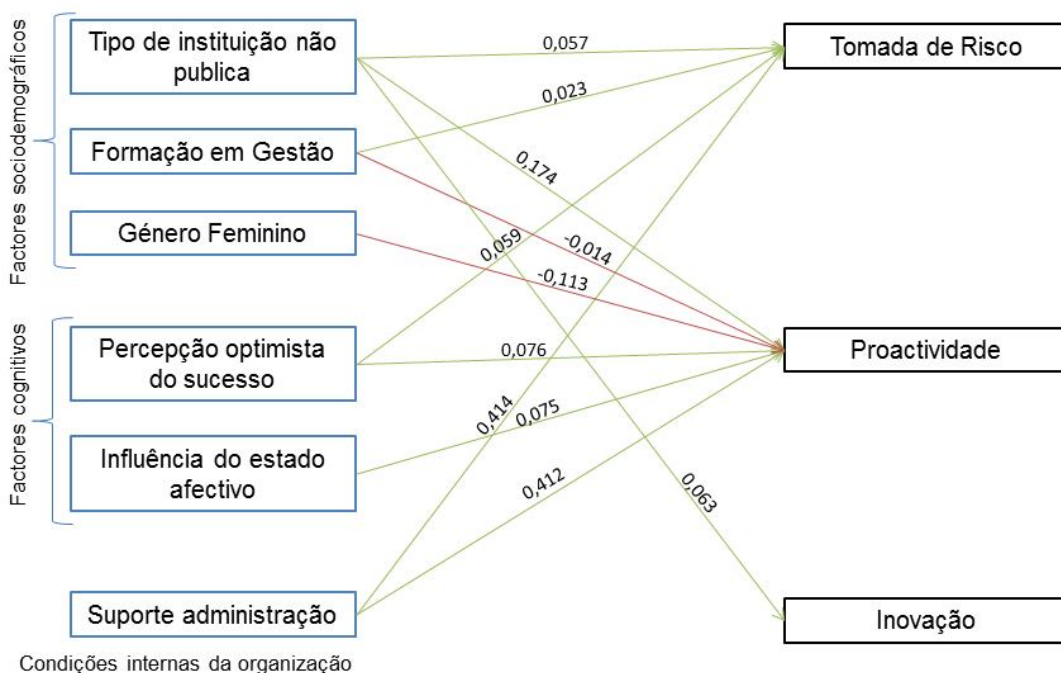 Factores sociodemográficos
Tipo de instituição não
publica
Formação em Gestão
Género Feminino
Factores cognitivos
Percepção optimista
do sucesso
Influência do estado
afectivo
Suporte administração
Condições internas da organização
0,057
0,023
0,174
0,059
-0,014
-0,113
0,076
0,414
0,075
0,412
0,063
Tomada de Risco
Proactividade
Inovação